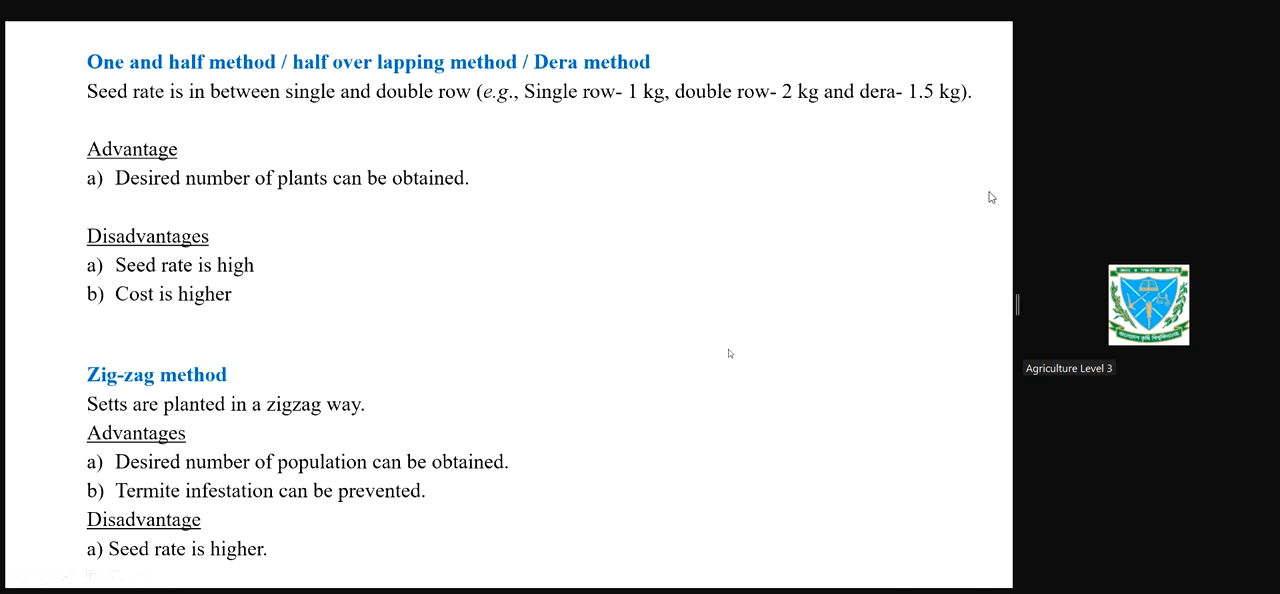 One and half method / half over lapping method / Dera method
Seed rate is in between single and double row (e.g., Single row- 1 kg, double row- 2 kg and dera- 1.5 kg).
Advantage
a) Desired number of plants can be obtained.
Disadvantages
a) Seed rate is high
b) Cost is higher
Zig-zag method
Setts are planted in a zigzag way.
Advantages
a) Desired number of population can be obtained.
b) Termite infestation can be prevented.
Disadvantage
a) Seed rate is higher.
বাংলাদেশ কৃষি বিশ্ববিদ্যালয়
Agriculture Level 3